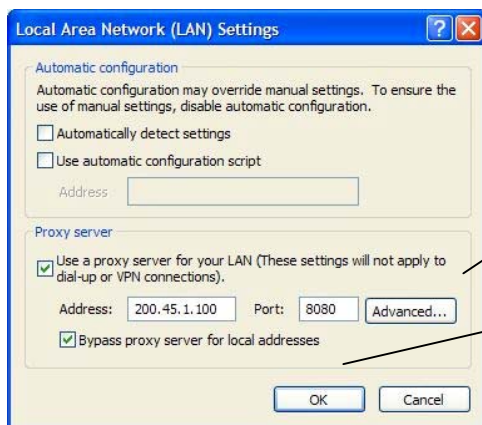 Local Area Network (LAN) Settings
Automatic configuration
Automatic configuration may override manual settings. To ensure the
use of manual settings, disable automatic configuration.
Automatically detect settings
Use automatic configuration script
Address
Proxy server
Use a proxy server for your LAN (These settings will not apply to
dial-up or VPN connections).
Address: 200.45.1.100 Port: 8080 Advanced...
Bypass proxy server for local addresses
OK Cancel